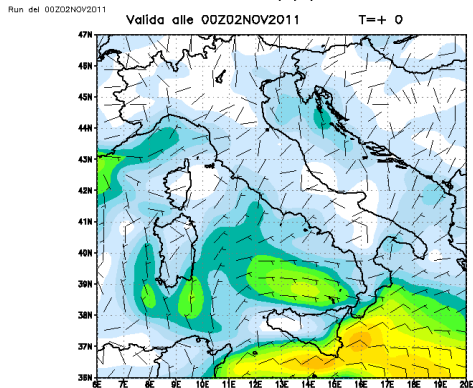 Run del 00Z02NOV2011
Valida alle 00Z02NOV2011 T=+ 0
47N
46N
45N
44N
43N
42N
41N
40N
39N
38N
37N
36N
6E 7E 8E 9E 10E 11E 12E 13E 14E 15E 16E 17E 18E 19E